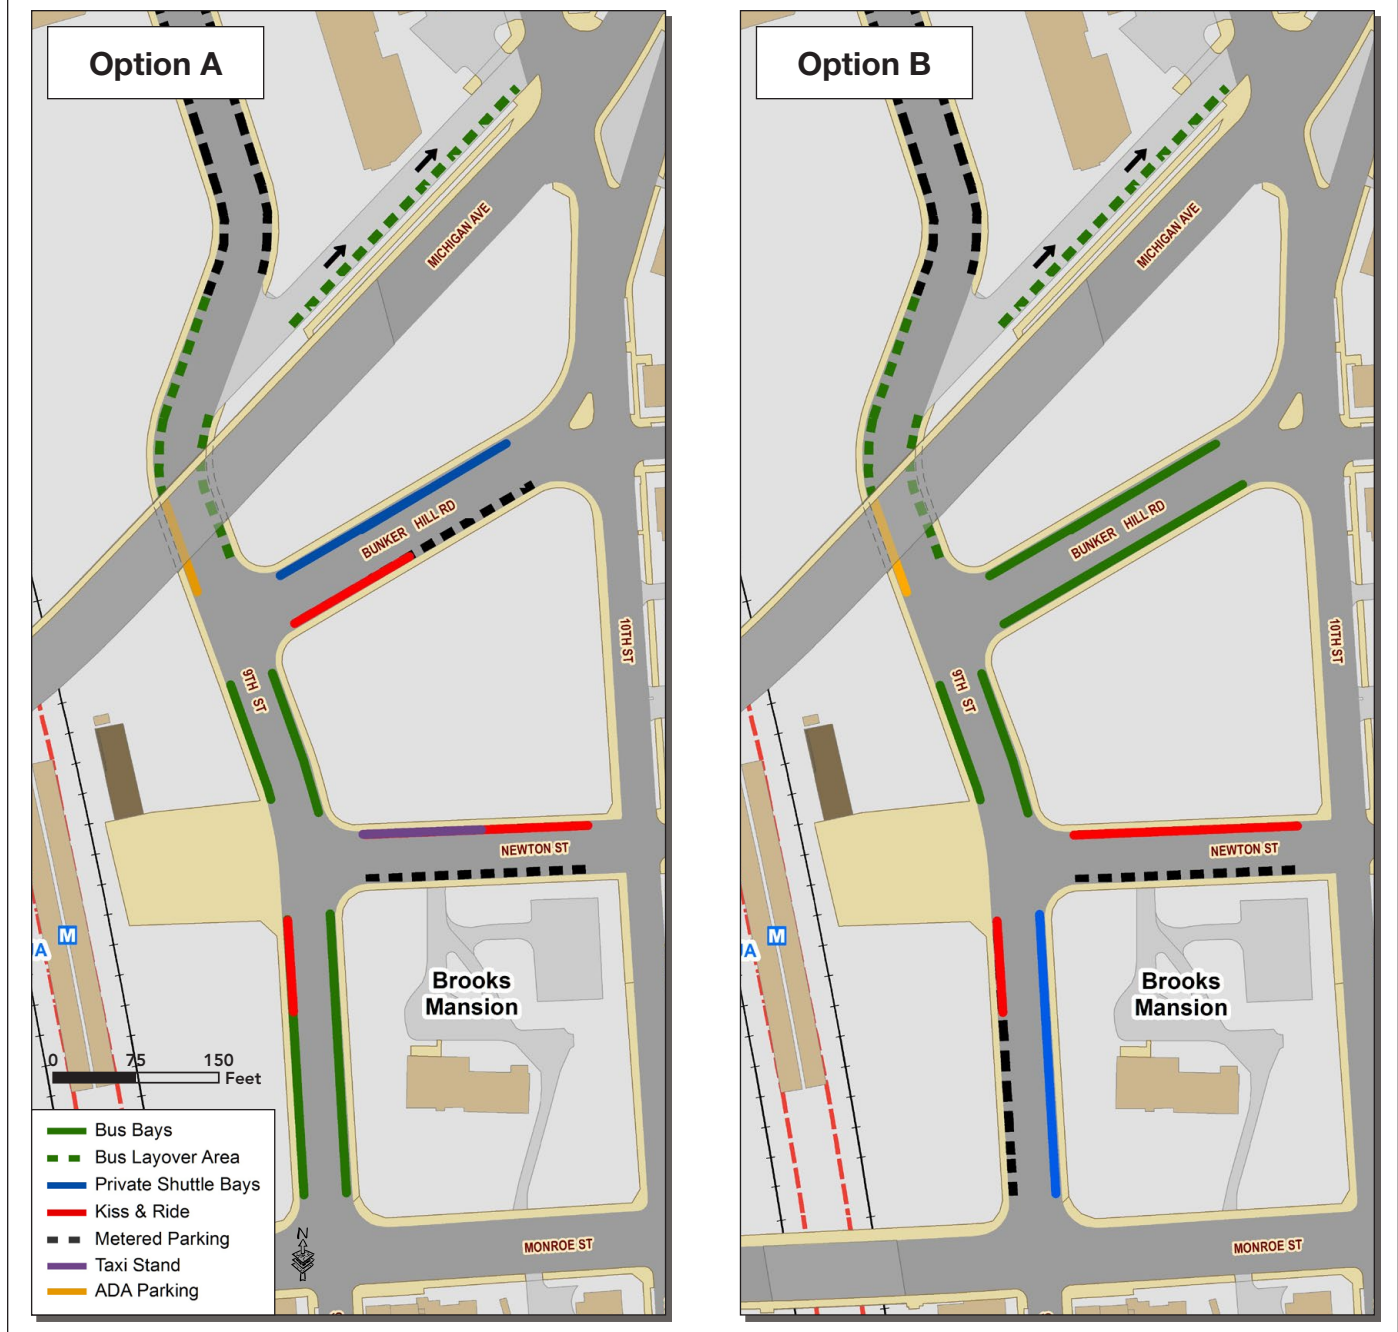 Option A
MICHIGAN AVE
BUNKER HILL RD
10TH ST
9TH ST
NEWTON ST
M
IA
Brooks
Mansion
0 75 150
Feet
Bus Bays
Bus Layover Area
Private Shuttle Bays
Kiss & Ride
Metered Parking
Taxi Stand
ADA Parking
N
MONROE ST
Option B
MICHIGAN AVE
BUNKER HILL RD
10TH ST
9TH ST
NEWTON ST
M
IA
Brooks
Mansion
MONROE ST